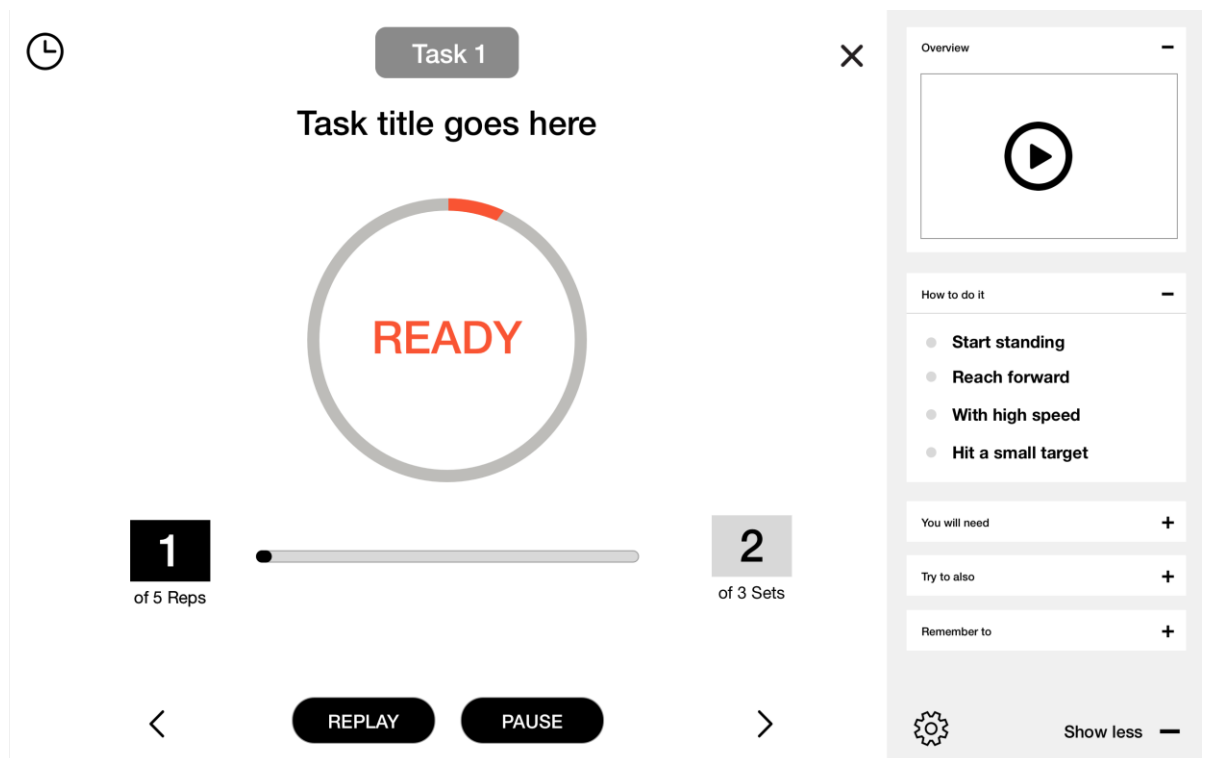 Task 1
Task title goes here
READY
1
of 5 Reps
2
of 3 Sets
REPLAY
PAUSE
Overview
How to do it
Start standing
Reach forward
With high speed
Hit a small target
You will need
Try to also
Remember to
Show less